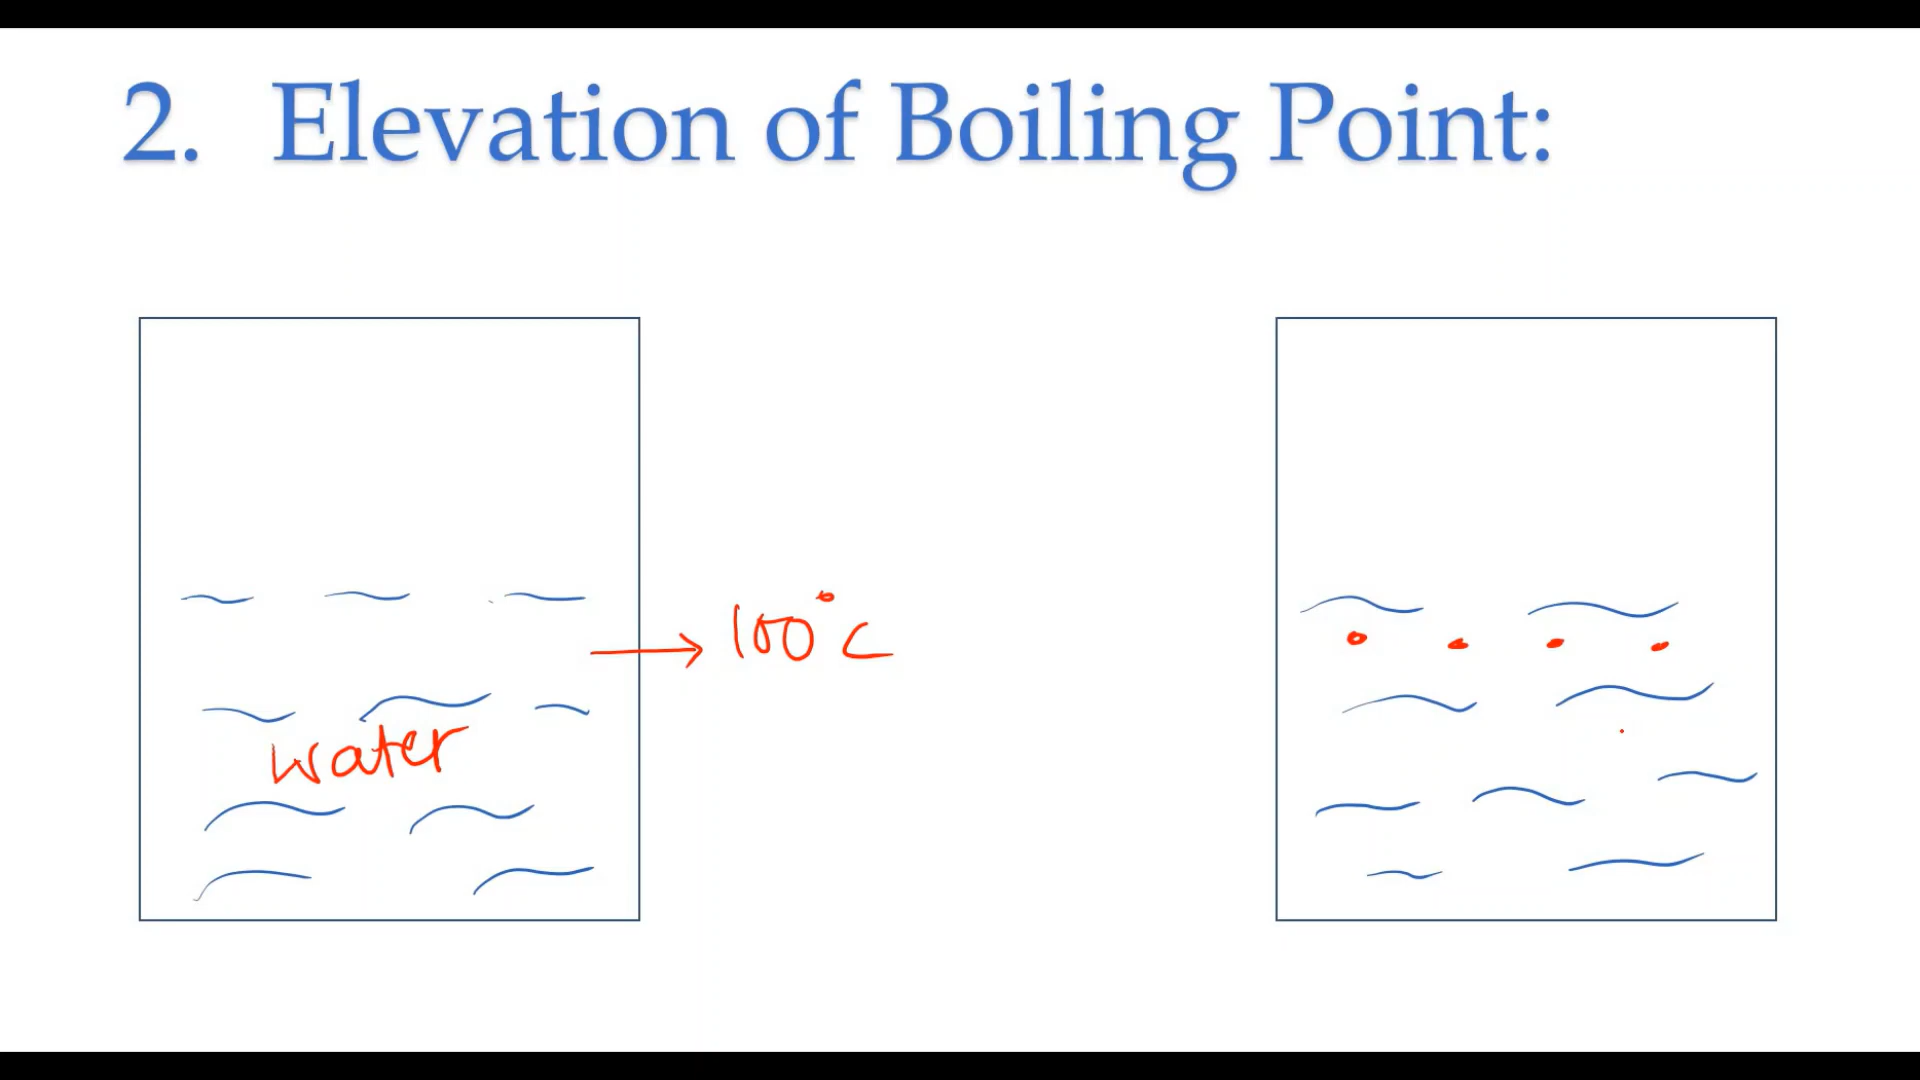 2. Elevation of Boiling Point:
→ 100°C
water